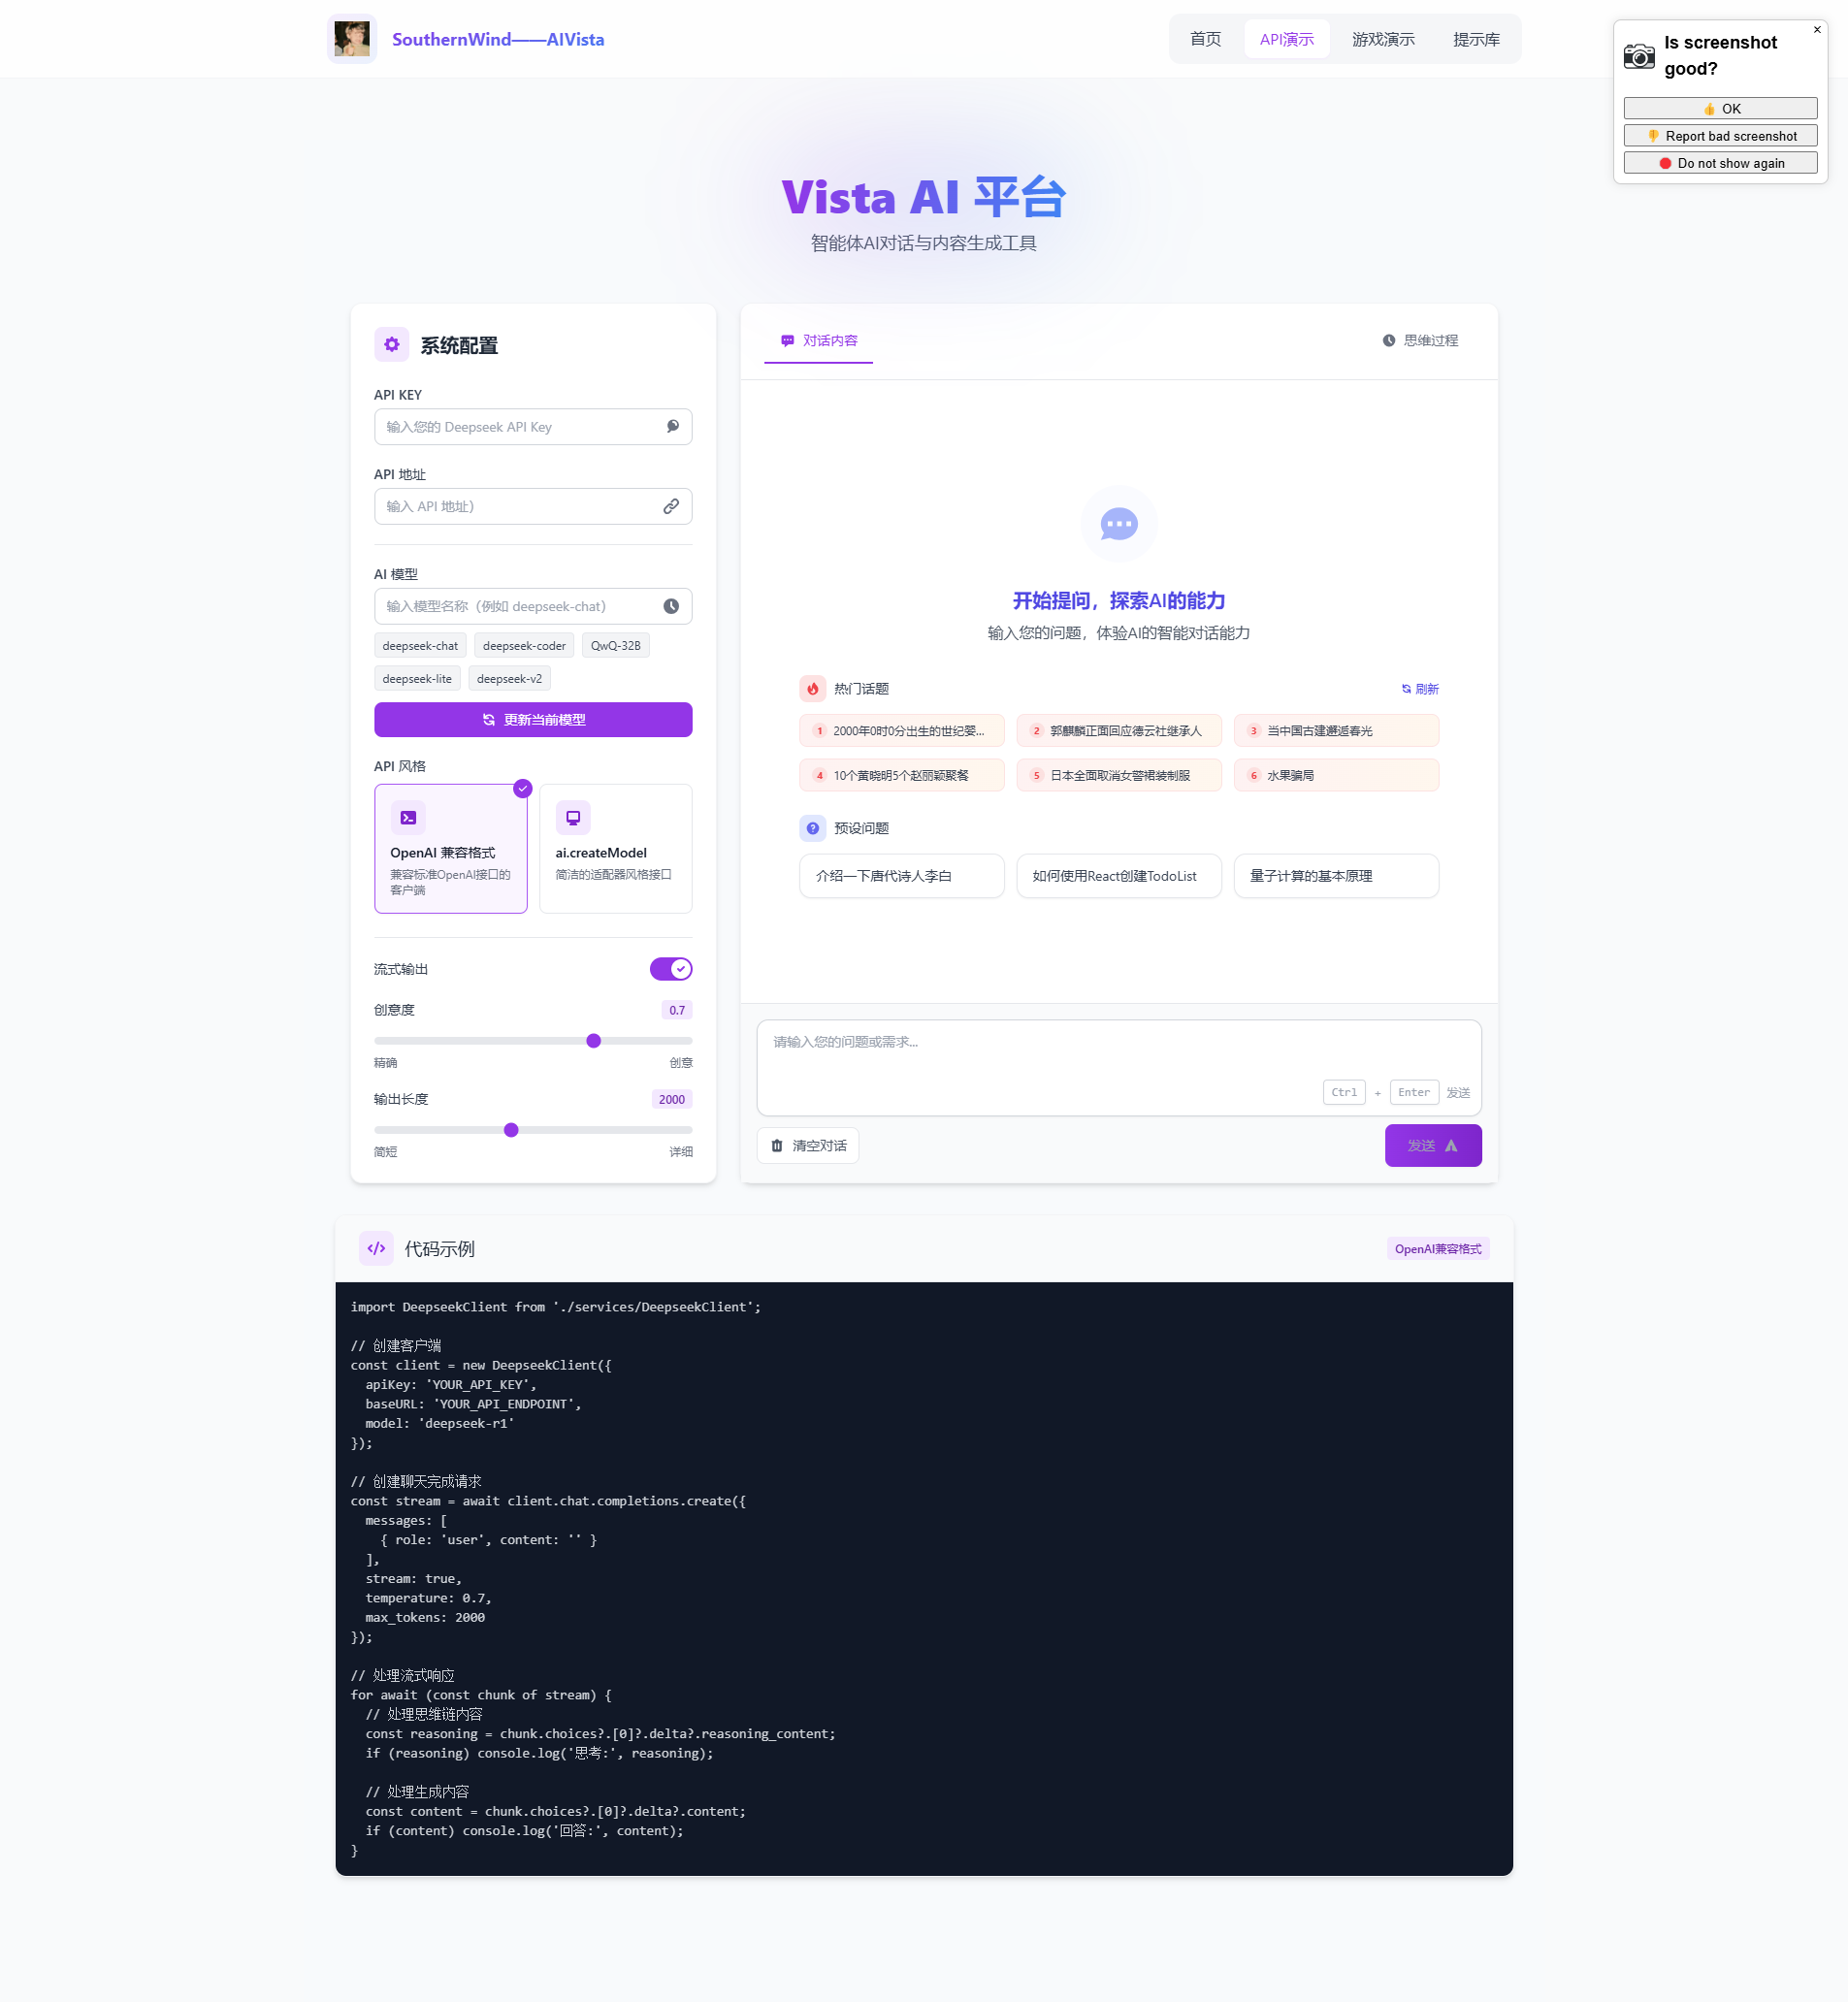 SouthernWind——AIVista
首页
API演示
游戏演示
提示库
×
Is screenshot
good?
👍 OK
👎 Report bad screenshot
🛑 Do not show again
Vista AI 平台
智能体AI对话与内容生成工具
系统配置
API KEY
输入您的 Deepseek API Key
API 地址
输入 API 地址）
AI 模型
输入模型名称（例如 deepseek-chat）
deepseek-chat
deepseek-coder
QwQ-32B
deepseek-lite
deepseek-v2
更新当前模型
API 风格
OpenAI 兼容格式
兼容标准OpenAI接口的
客户端
ai.createModel
简洁的适配器风格接口
流式输出
创意度
0.7
精确
创意
输出长度
2000
简短
详细
对话内容
思维过程
开始提问，探索AI的能力
输入您的问题，体验AI的智能对话能力
热门话题
刷新
1 2000年0时0分出生的世纪婴...
2 郭麒麟正面回应德云社继承人
3 当中国古建邂逅春光
4 10个黄晓明5个赵丽颖聚餐
5 日本全面取消女警裙装制服
6 水果骗局
预设问题
介绍一下唐代诗人李白
如何使用React创建TodoList
量子计算的基本原理
请输入您的问题或需求...
Ctrl + Enter 发送
清空对话
发送
代码示例
OpenAI兼容格式
import DeepseekClient from './services/DeepseekClient';
// 创建客户端
const client = new DeepseekClient({
  apiKey: 'YOUR_API_KEY',
  baseURL: 'YOUR_API_ENDPOINT',
  model: 'deepseek-r1'
});
// 创建聊天完成请求
const stream = await client.chat.completions.create({
  messages: [
    { role: 'user', content: '' }
  ],
  stream: true,
  temperature: 0.7,
  max_tokens: 2000
});
// 处理流式响应
for await (const chunk of stream) {
  // 处理思维链内容
  const reasoning = chunk.choices?.[0]?.delta?.reasoning_content;
  if (reasoning) console.log('思考:', reasoning);
  // 处理生成内容
  const content = chunk.choices?.[0]?.delta?.content;
  if (content) console.log('回答:', content);
}